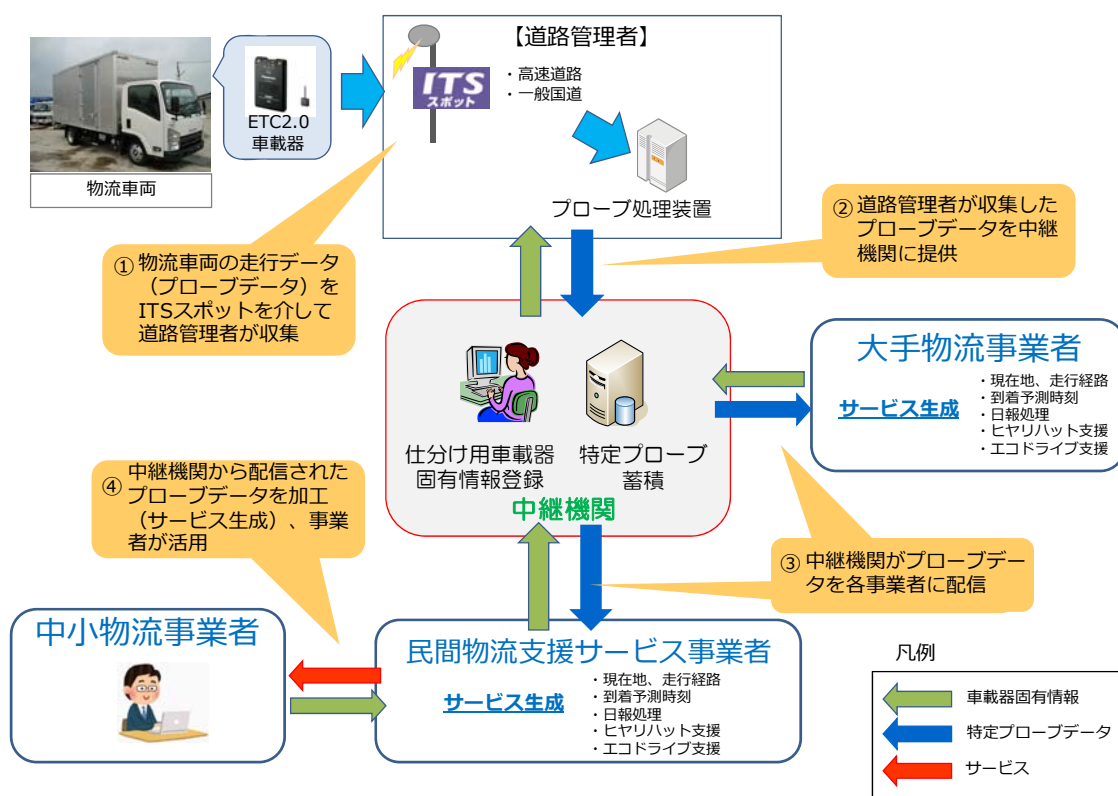 【道路管理者】
ITS
スポット
・高速道路
・一般国道
ETC2.0
車載器
物流車両
プローブ処理装置
① 物流車両の走行データ
（プローブデータ）を
ITSスポットを介して
道路管理者が収集
② 道路管理者が収集した
プローブデータを中継
機関に提供
大手物流事業者
サービス生成
・現在地、走行経路
・到着予測時刻
・日報処理
・ヒヤリハット支援
・エコドライブ支援
仕分け用車載器
固有情報登録
特定プローブ
蓄積
中継機関
④ 中継機関から配信された
プローブデータを加工
（サービス生成）、事業
者が活用
③ 中継機関がプローブデー
タを各事業者に配信
中小物流事業者
民間物流支援サービス事業者
サービス生成
・現在地、走行経路
・到着予測時刻
・日報処理
・ヒヤリハット支援
・エコドライブ支援
凡例
車載器固有情報
特定プローブデータ
サービス